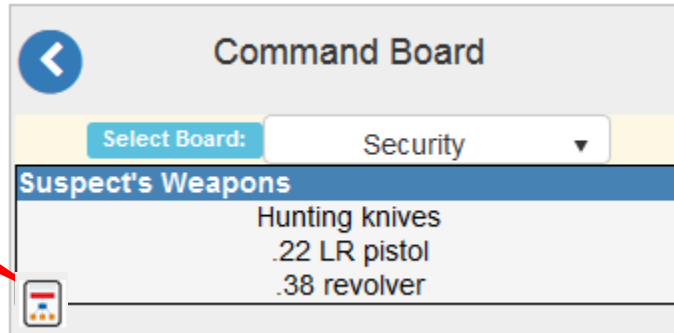 Command Board
Select Board: Security
Suspect's Weapons
Hunting knives
.22 LR pistol
.38 revolver